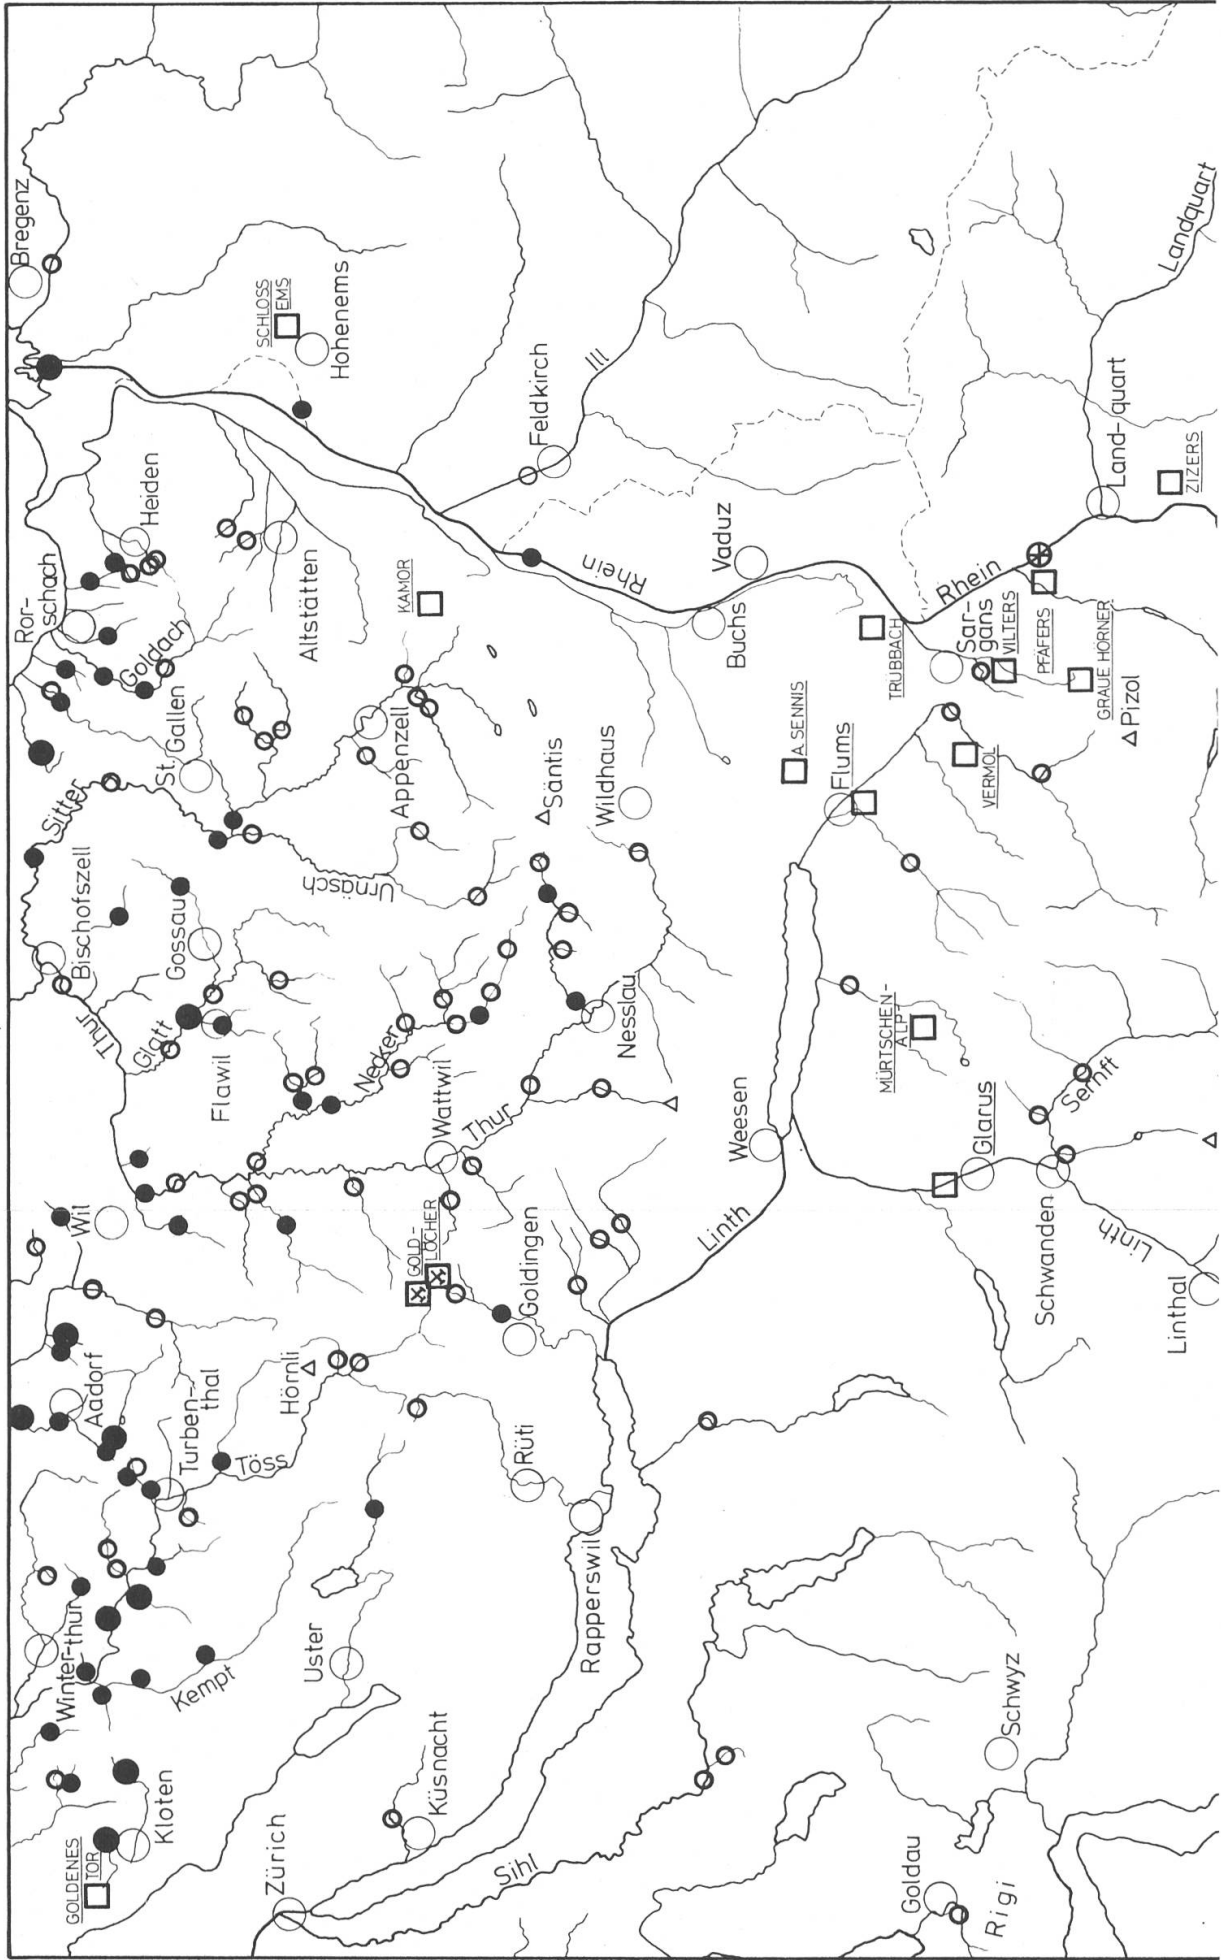 Bregenz
SCHLOSS
EMS
Hohenems
Feldkirch
Ill
Landquart
Land-quart
ZIZERS
Ror-
schach
Heiden
Altstätten
Goldach
St. Gallen
KAMOR
Appenzell
Rhein
Vaduz
Buchs
Rhein
TRÜBBACH
Sar-
gans
VILTERS
PFÄFERS
GRAUE HÖRNER
Pizol
A. SENNIS
Flums
VERMOL
Säntis
Wildhaus
Sitter
Bischofszell
Gossau
Urnäsch
Thur
Glatt
Flawil
Necker
Nesslau
Wattwil
Thur
Weesen
MÜRTSCHEN-
ALP-
Glarus
Sernft
Schwanden
Linth
Linthal
Linth
Wil
GOLD-
LÖCHER
Goldingen
Aadorf
Turben-
thal
Hörnli
Töss
Rüti
Rapperswil
Winter-thur
Kempt
Uster
Küsnacht
Schwyz
GOLDENES
TOR
Kloten
Zürich
Sihl
Goldau
Rigi